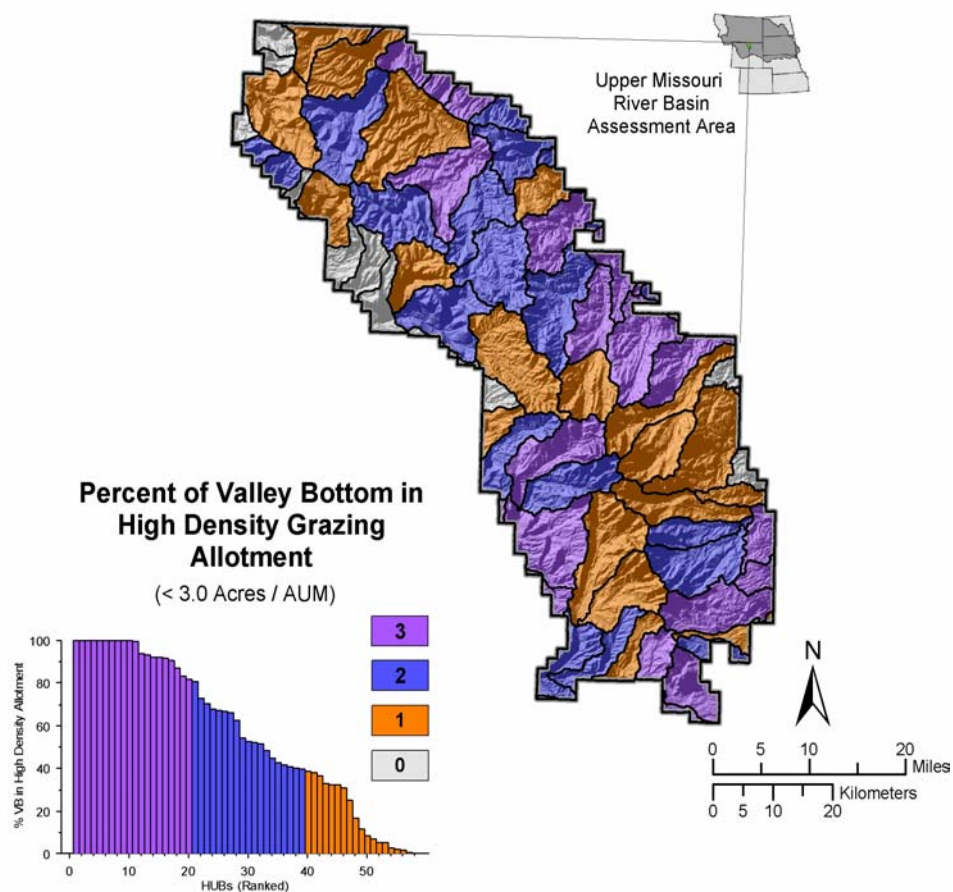 Upper Missouri
River Basin
Assessment Area
Percent of Valley Bottom in
High Density Grazing
Allotment
(< 3.0 Acres / AUM)
3
2
1
0
% VB in High Density Allotment
100
80
60
40
20
0
0 10 20 30 40 50
HUBs (Ranked)
N
0 5 10 20
Miles
Kilometers
0 5 10 20